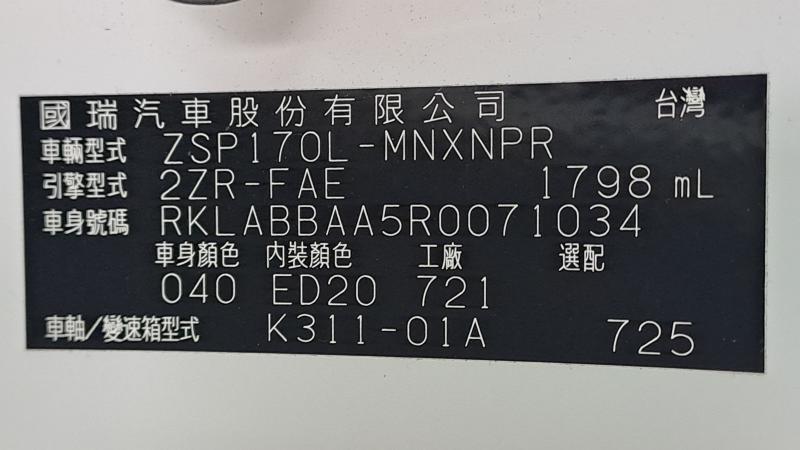 國瑞汽車股份有限公司 台灣
車輛型式 ZSP170L-MNXNPR
引擎型式 2ZR-FAE 1798 mL
車身號碼 RKLABBAA5R0071034
車身顏色 內裝顏色 工廠 選配
040 ED20 721
車軸/變速箱型式 K311-01A 725